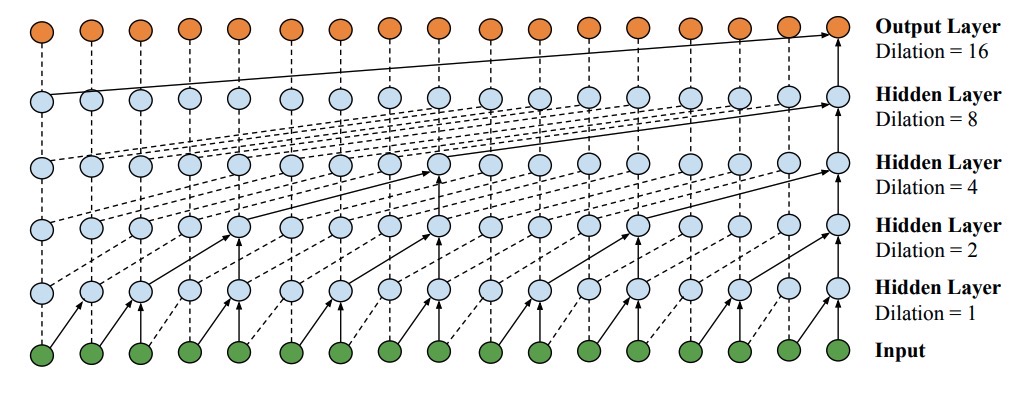 Output Layer
Dilation = 16
Hidden Layer
Dilation = 8
Hidden Layer
Dilation = 4
Hidden Layer
Dilation = 2
Hidden Layer
Dilation = 1
Input